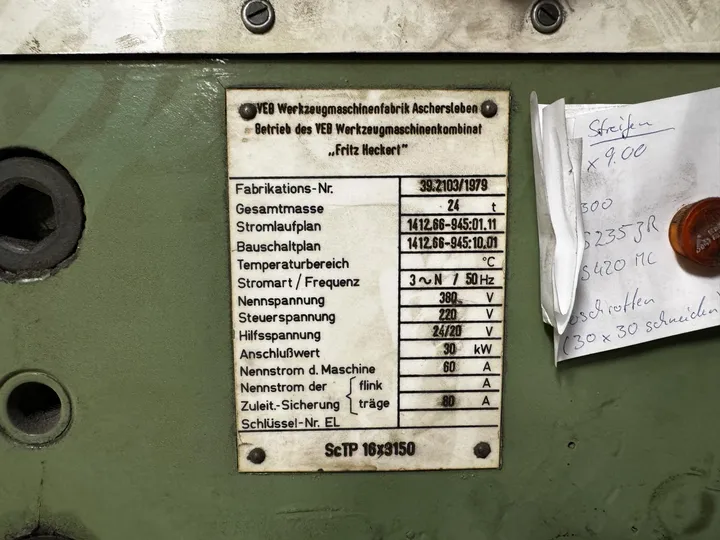 VEB Werkzeugmaschinenfabrik Aschersleben
Betrieb des VEB Werkzeugmaschinenkombinat
„Fritz Heckert"
Fabrikations-Nr. 39.2103/1979
Gesamtmasse 24 t
Stromlaufplan 1412.66-945:01.11
Bauschaltplan 1412.66-945:10.01
Temperaturbereich °C
Stromart / Frequenz 3~N / 50 Hz
Nennspannung 380 V
Steuerspannung 220 V
Hilfsspannung 24/20 V
Anschlußwert 30 kW
Nennstrom d. Maschine 60 A
Nennstrom der flink A
Zuleit.-Sicherung träge 80 A
Schlüssel-Nr. EL
ScTP 16x3150
Streifen
x 9.00
300
S235JR
S420 MC
(30 x 30 schneiden